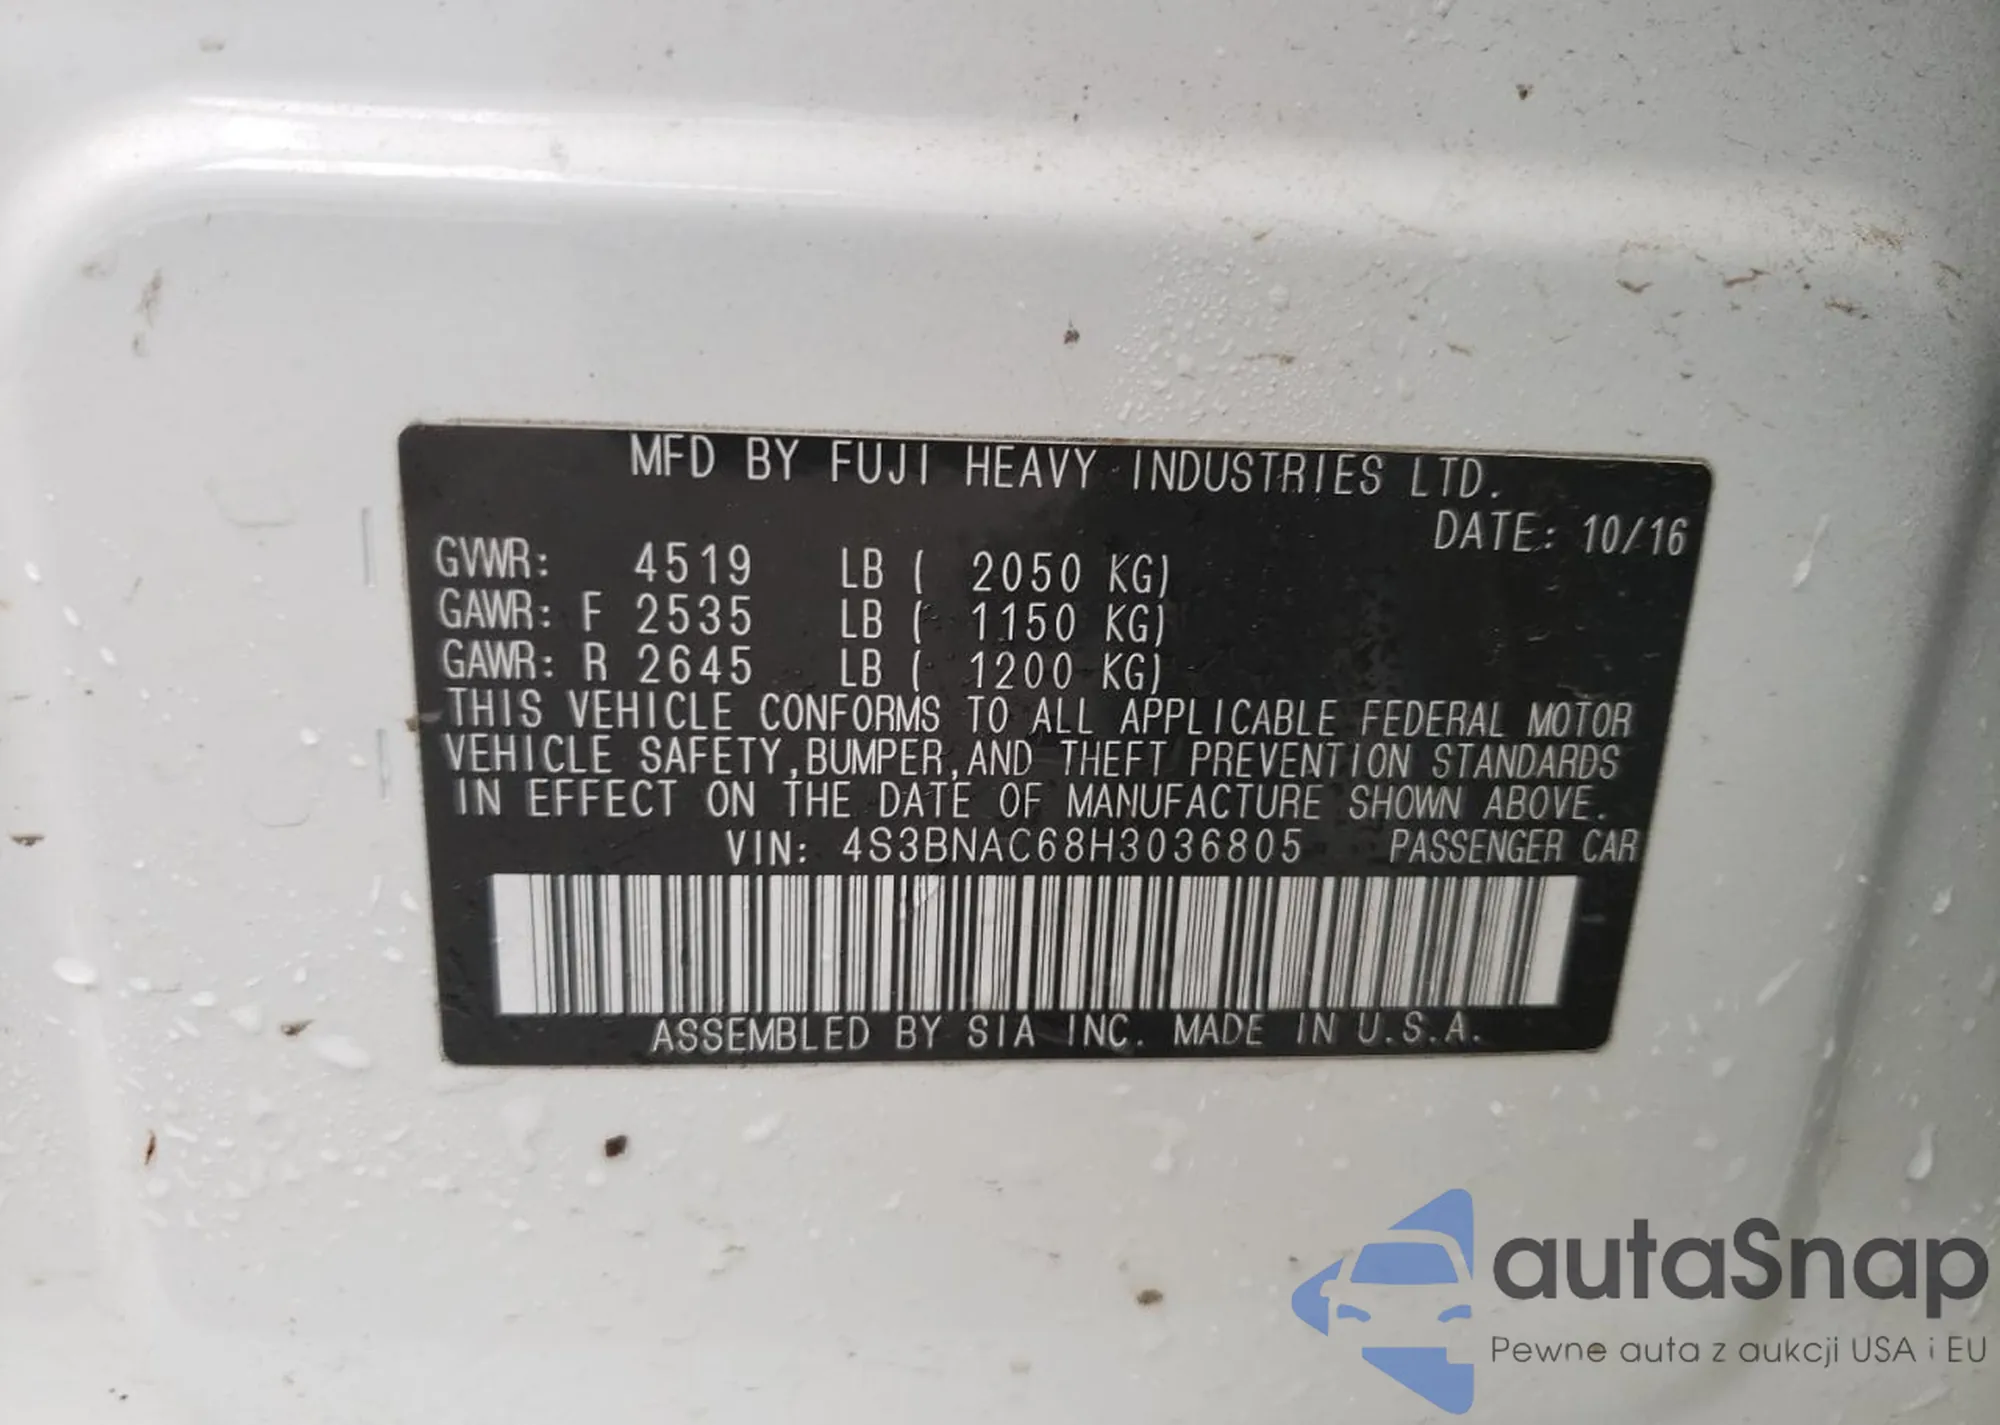 MFD BY FUJI HEAVY INDUSTRIES LTD.
DATE: 10/16
GVWR: 4519 LB ( 2050 KG)
GAWR: F 2535 LB ( 1150 KG)
GAWR: R 2645 LB ( 1200 KG)
THIS VEHICLE CONFORMS TO ALL APPLICABLE FEDERAL MOTOR
VEHICLE SAFETY,BUMPER,AND THEFT PREVENTION STANDARDS
IN EFFECT ON THE DATE OF MANUFACTURE SHOWN ABOVE.
VIN: 4S3BNAC68H3036805 PASSENGER CAR
ASSEMBLED BY SIA INC. MADE IN U.S.A.
autaSnap
Pewne auta z aukcji USA i EU